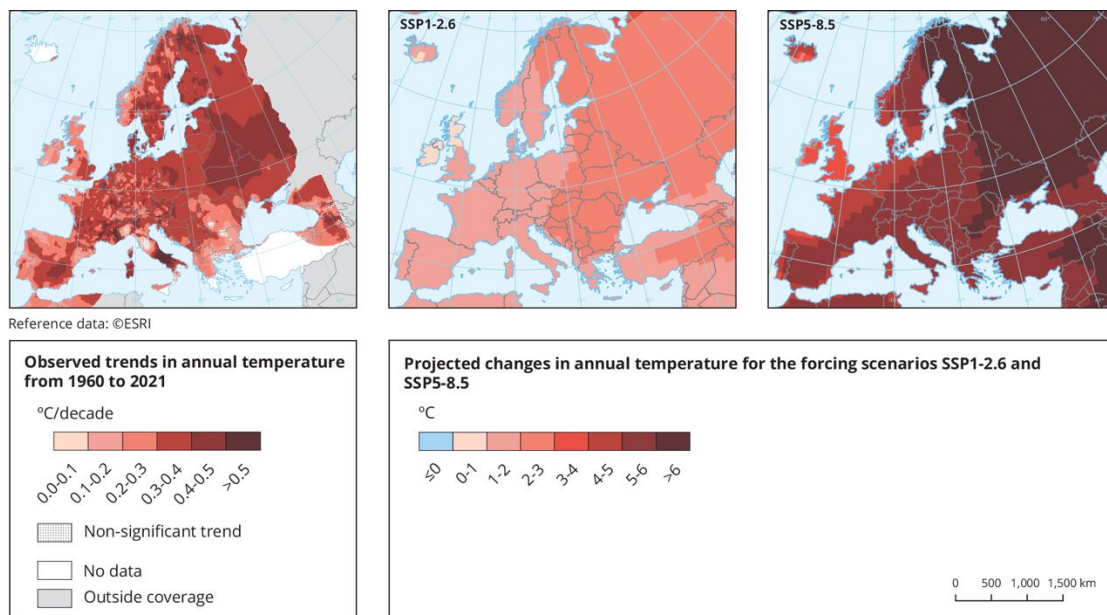 SSP1-2.6
SSP5-8.5
Reference data: ©ESRI
Observed trends in annual temperature
from 1960 to 2021
ºC/decade
0.0-0.1
0.1-0.2
0.2-0.3
0.3-0.4
0.4-0.5
>0.5
Non-significant trend
No data
Outside coverage
Projected changes in annual temperature for the forcing scenarios SSP1-2.6 and
SSP5-8.5
ºC
≤0
0-1
1-2
2-3
3-4
4-5
5-6
>6
0 500 1,000 1,500 km